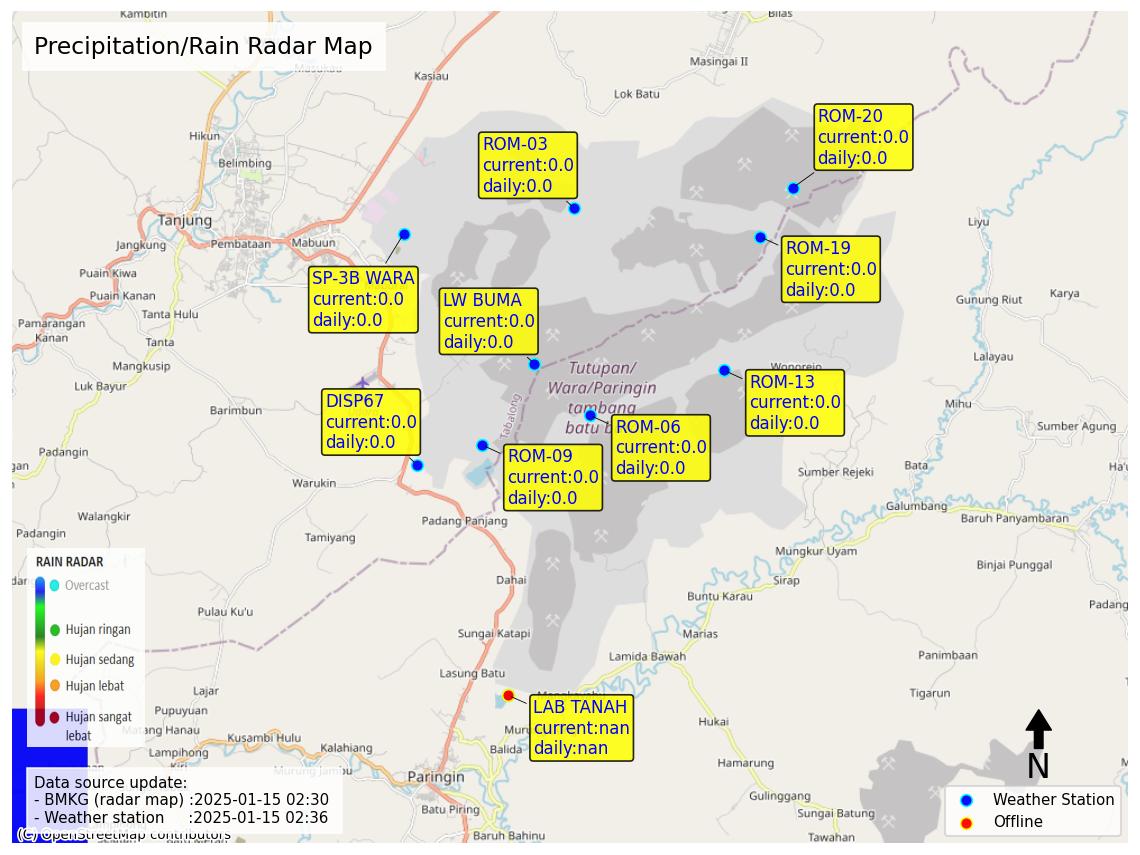 Kambitin
Bilas
Precipitation/Rain Radar Map
Masukau
Kasiau
Masingai II
Lok Batu
ROM-20
current:0.0
daily:0.0
Hikun
ROM-03
current:0.0
daily:0.0
Belimbing
Tanjung
Liyu
Jangkung
Pembataan
Mabuun
ROM-19
current:0.0
daily:0.0
Puain Kiwa
SP-3B WARA
current:0.0
daily:0.0
Puain Kanan
LW BUMA
current:0.0
daily:0.0
Gunung Riut
Karya
Tanta Hulu
Pamarangan
Kanan
Tanta
Mangkusip
Lalayau
Wonorejo
Tutupan/
Wara/Paringin
tambang
batu b
ROM-13
current:0.0
daily:0.0
Luk Bayur
Barimbun
DISP67
current:0.0
daily:0.0
Tabalong
Mihu
ROM-06
current:0.0
daily:0.0
Sumber Agung
Padangin
gan
ROM-09
current:0.0
daily:0.0
Bata
Sumber Rejeki
Warukin
Galumbang
Walangkir
Padang Panjang
Baruh Panyambaran
Padangin
Tamiyang
Mungkur Uyam
RAIN RADAR
Overcast
Hujan ringan
Hujan sedang
Hujan lebat
Hujan sangat
lebat
Binjai Punggal
Dahai
Sirap
Buntu Karau
Padang
Pulau Ku'u
Sungai Katapi
Marias
Lamida Bawah
Panimbaan
Lasung Batu
Lajar
Tigarun
LAB TANAH
current:nan
daily:nan
Pupuyuan
Matang Hanau
Kusambi Hulu
Muru
Hukai
Lampihong
Kalahiang
Balida
Hamarung
Murung Jambu
Paringin
N
Data source update:
- BMKG (radar map) :2025-01-15 02:30
- Weather station :2025-01-15 02:36
Batu Piring
Gulinggang
Weather Station
Offline
Sungai Batung
(C) OpenStreetMap contributors
Baruh Bahinu
Tawahan